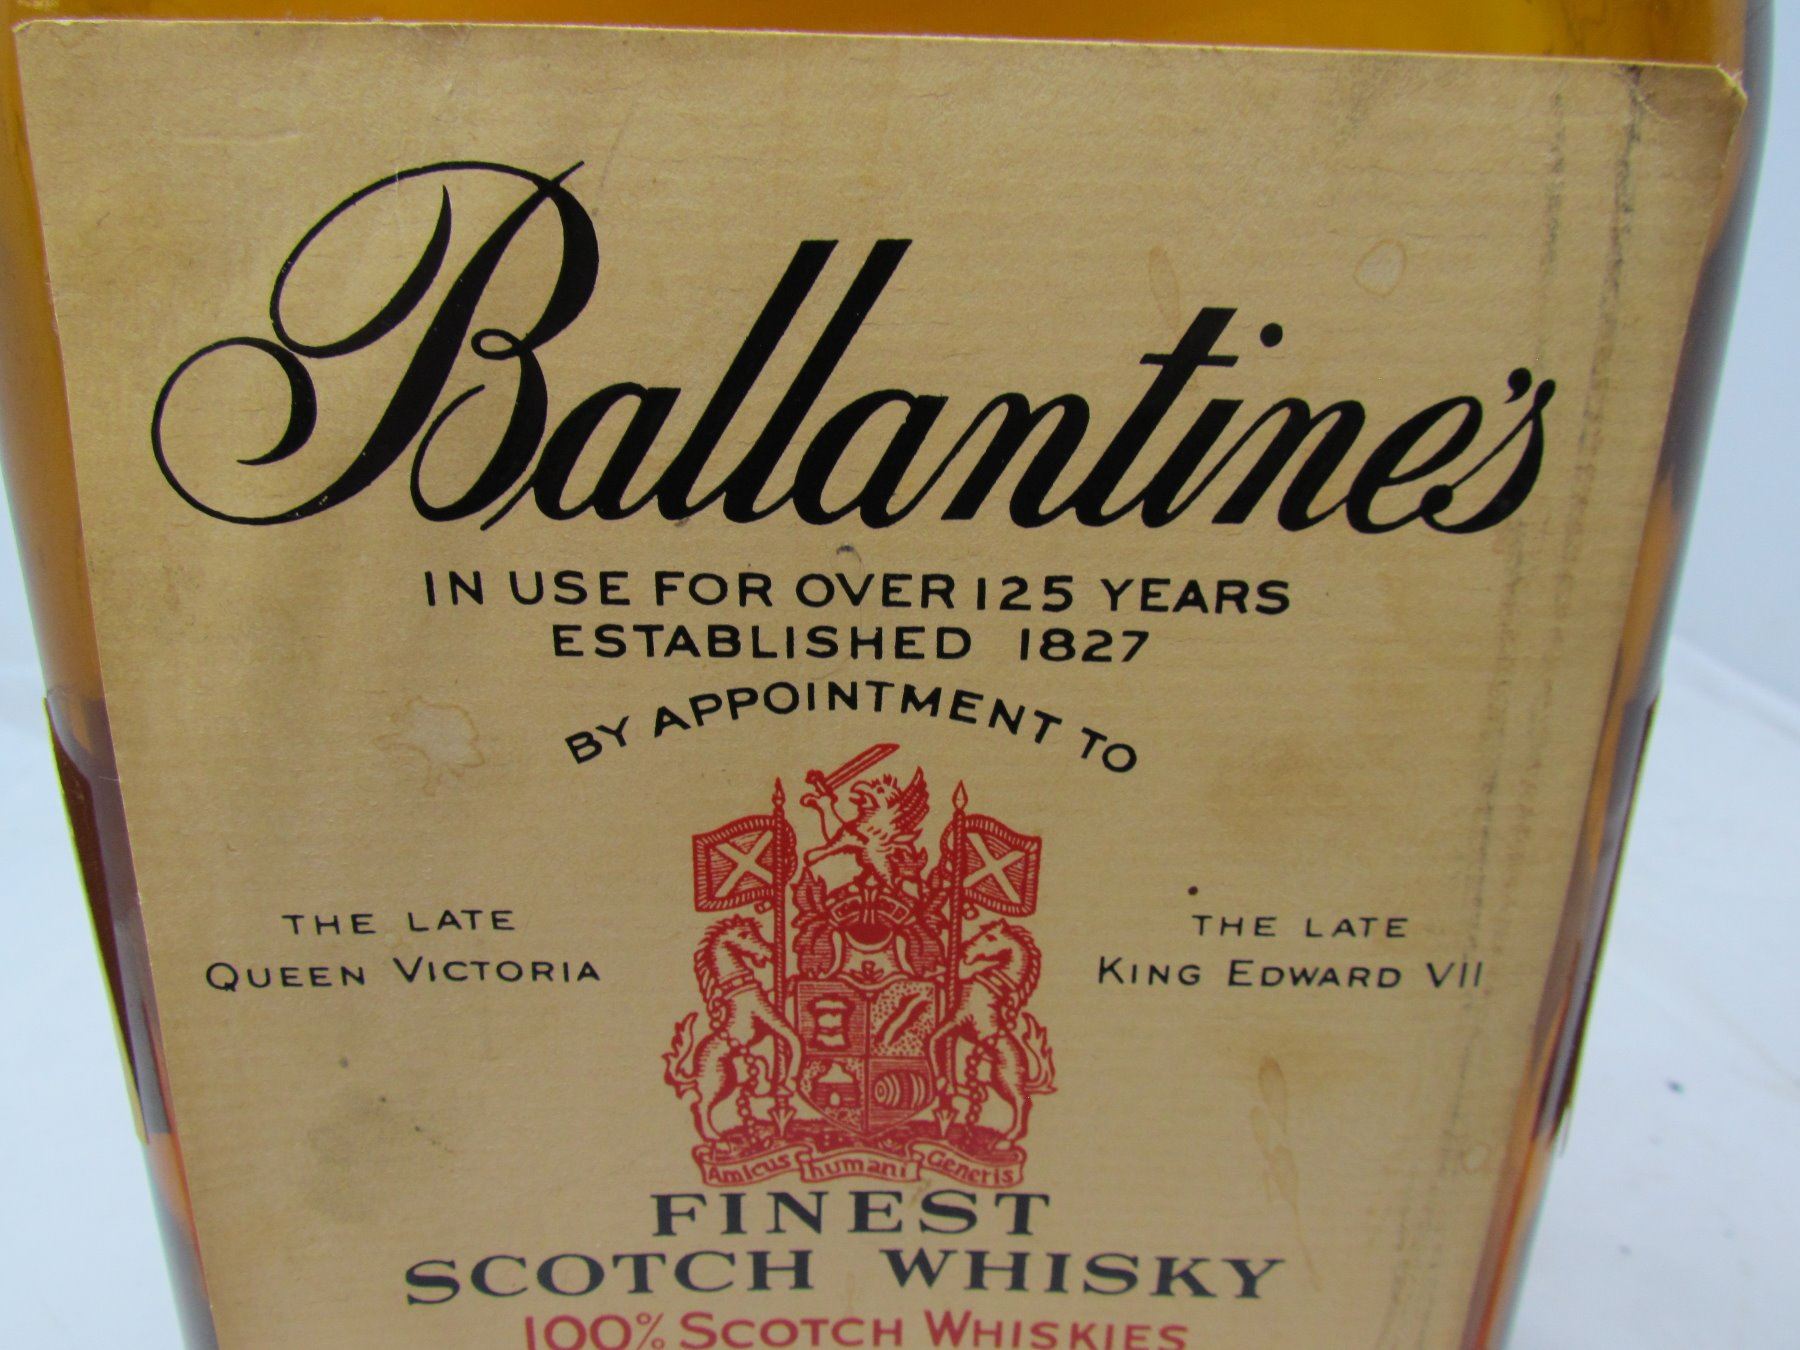 Ballantine's
IN USE FOR OVER 125 YEARS
ESTABLISHED 1827
BY APPOINTMENT TO
THE LATE
QUEEN VICTORIA
THE LATE
KING EDWARD VII
Amicus humani Generis
FINEST
SCOTCH WHISKY
100% SCOTCH WHISKIES